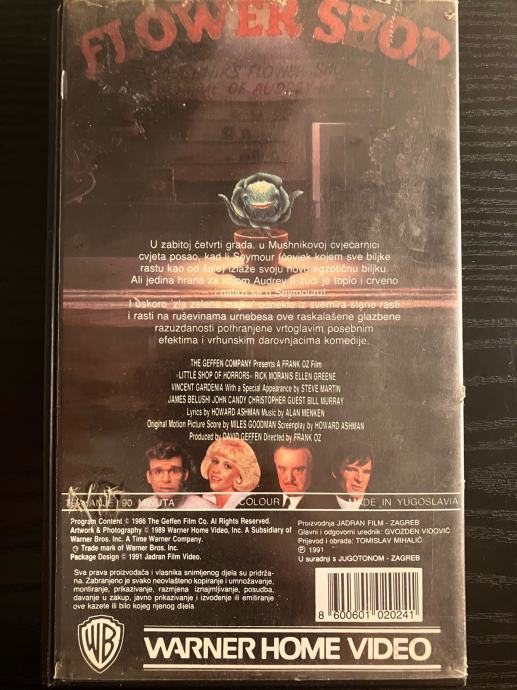 FLOWER SHOP
U zabitoj četvrti grada, u Mushnikovoj cvjećarnici
cvjeta posao, kad li Seymour (čovjek kojem sve biljke
rastu kao od šale) izlaže svoju novu egzotičnu biljku.
Ali jedina hrana za kojom Audrey II žudi je toplo i crveno
i nalazi se u Seymouru!
I uskoro 'zla zelena majka' odnekle iz svemira stane rasti
i rasti na ruševinama urnebesa ove raskalašene glazbene
razuzdanosti pothranjene vrtoglavim posebnim
efektima i vrhunskim darovnjacima komedije.
THE GEFFEN COMPANY Presents A FRANK OZ Film
-LITTLE SHOP OF HORRORS- RICK MORANIS ELLEN GREENE
VINCENT GARDENIA With a Special Appearance by STEVE MARTIN
JAMES BELUSHI JOHN CANDY CHRISTOPHER GUEST BILL MURRAY
Lyrics by HOWARD ASHMAN Music by ALAN MENKEN
Original Motion Picture Score by MILES GOODMAN Screenplay by HOWARD ASHMAN
Produced by DAVID GEFFEN Directed by FRANK OZ
90 MINUTA COLOUR MADE IN YUGOSLAVIA
Program Content © 1986 The Geffen Film Co. All Rights Reserved.
Artwork & Photography © 1989 Warner Home Video, Inc. A Subsidiary of
Warner Bros. Inc. A Time Warner Company.
Trade mark of Warner Bros. Inc.
Package Design © 1991 Jadran Film Video.
Proizvodnja JADRAN FILM - ZAGREB
Glavni i odgovorni urednik: GVOZDEN VIDOVIĆ
Prijevod i obrada: TOMISLAV MIHALIĆ
℗ 1991
U suradnji s JUGOTONOM - ZAGREB
Sva prava proizvođača i vlasnika snimljenog djela su pridrža-
na. Zabranjeno je svako neovlašteno kopiranje i umnožavanje,
montiranje, prikazivanje, razmjena iznajmljivanje, posudba,
davanje u zakup, javno prikazivanje i izvođenje ili emitiranje
ove kazete ili bilo kojeg njenog dijela.
8 600601 020241
WB
WARNER HOME VIDEO